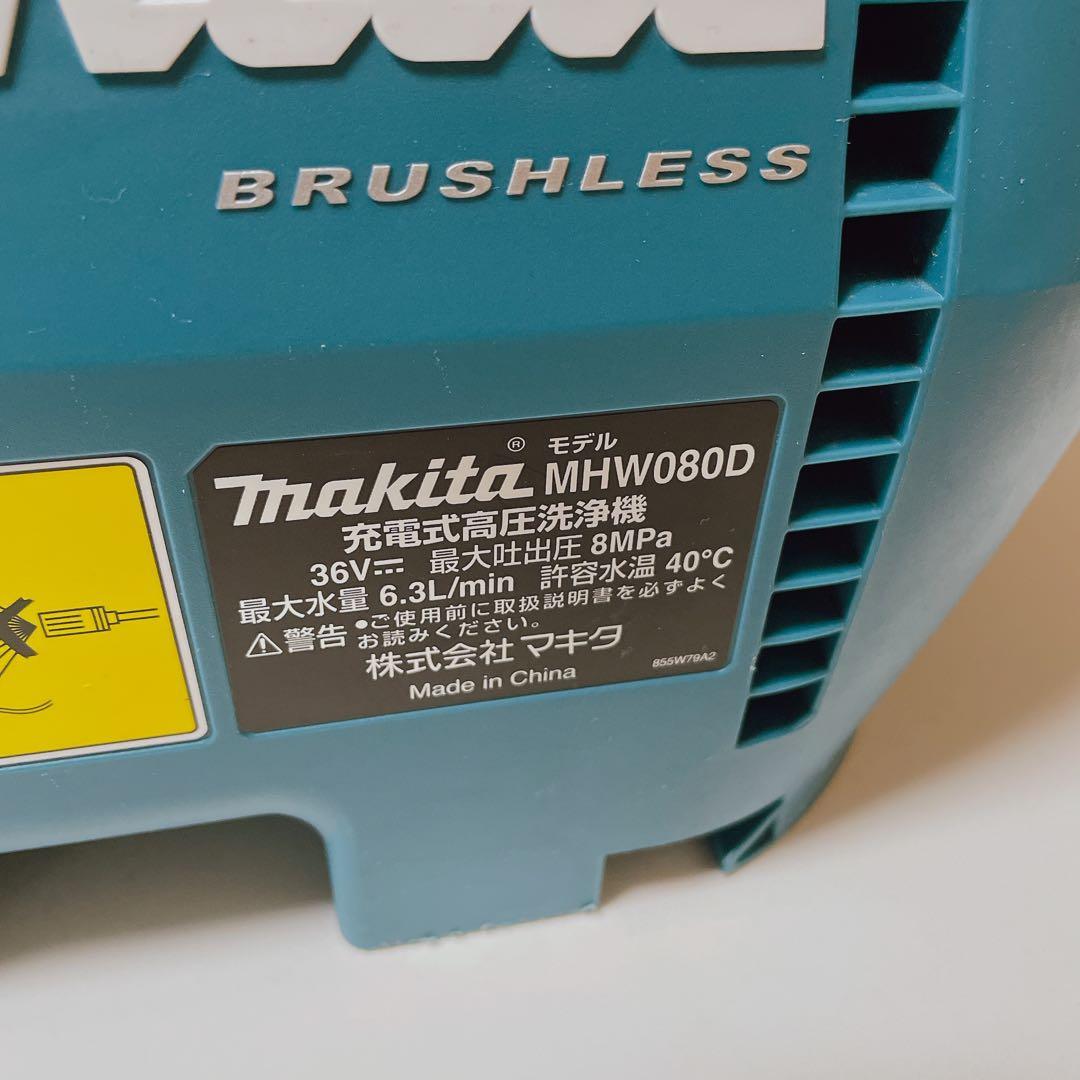 BRUSHLESS
makita® モデル MHW080D
充電式高圧洗浄機
36V⎓ 最大吐出圧 8MPa
最大水量 6.3L/min 許容水温 40°C
⚠警告 •ご使用前に取扱説明書を必ずよく
お読みください。
株式会社 マキタ
855W79A2
Made in China